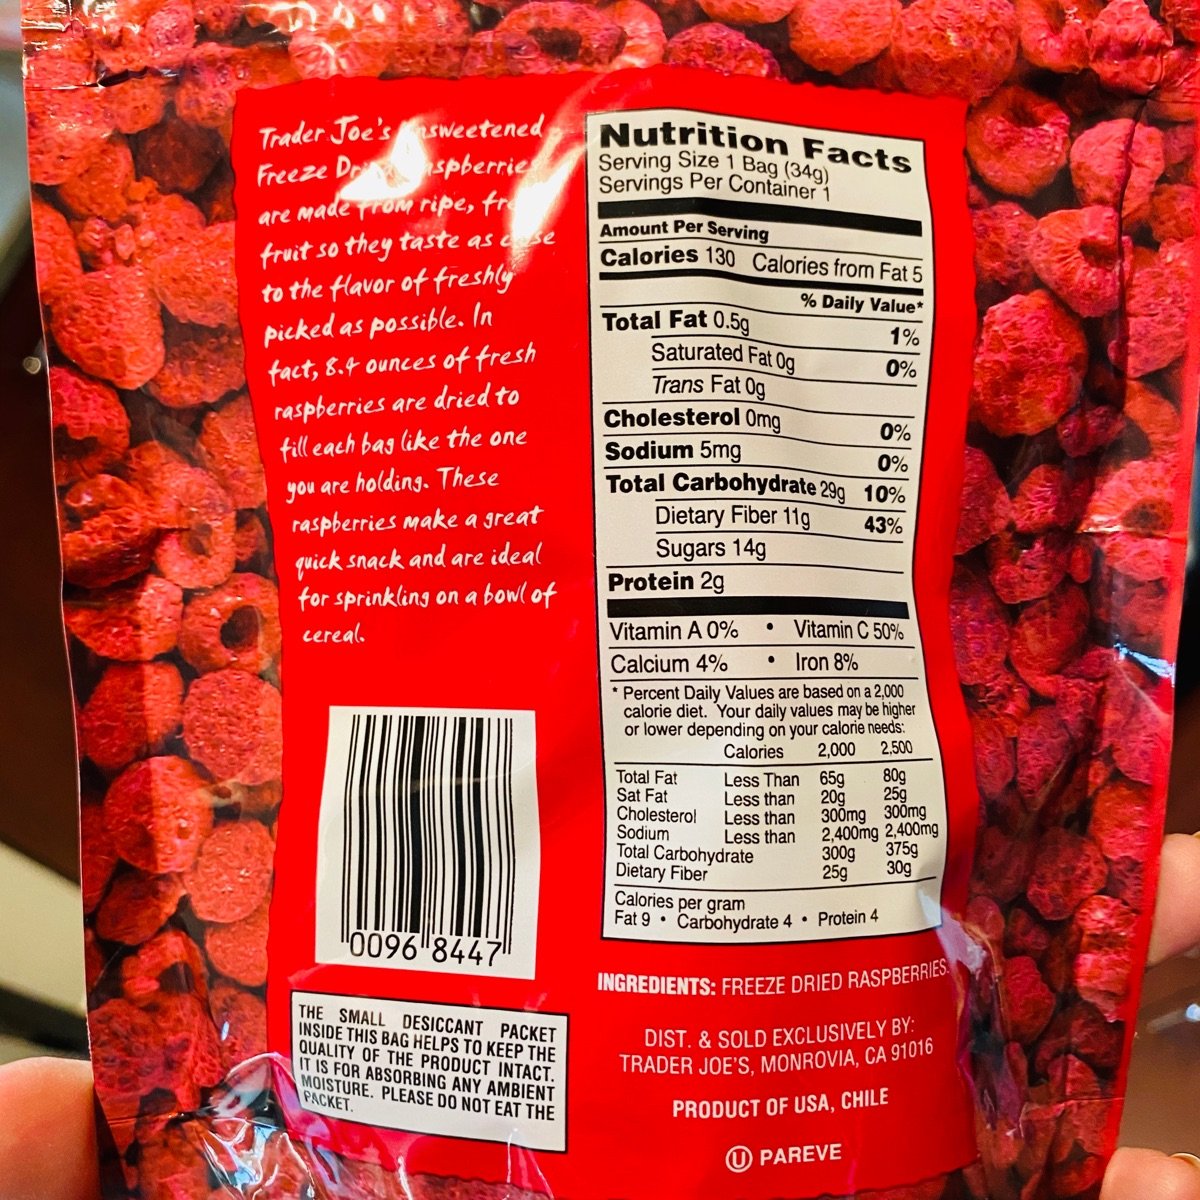 Trader Joe's
Freeze
are made from ripe,
fruit so they taste as close
to the flavor of freshly
picked as possible. In
fact, 8.4 ounces of fresh
raspberries are dried to
fill each bag like the one
you are holding. These
raspberries make a great
quick snack and are ideal
for sprinkling on a bowl of
cereal.
0096 8447
THE SMALL DESICCANT PACKET
INSIDE THIS BAG HELPS TO KEEP THE
QUALITY OF THE PRODUCT INTACT.
IT IS FOR ABSORBING ANY AMBIENT
MOISTURE. PLEASE DO NOT EAT THE
PACKET.
Nutrition Facts
Serving Size 1 Bag (34g)
Servings Per Container 1
Amount Per Serving
Calories 130 Calories from Fat 5
% Daily Value*
Total Fat 0.5g 1%
Saturated Fat 0g 0%
Trans Fat 0g
Cholesterol 0mg 0%
Sodium 5mg 0%
Total Carbohydrate 29g 10%
Dietary Fiber 11g 43%
Sugars 14g
Protein 2g
Vitamin A 0% • Vitamin C 50%
Calcium 4% • Iron 8%
* Percent Daily Values are based on a 2,000
calorie diet. Your daily values may be higher
or lower depending on your calorie needs:
Calories 2,000 2,500
Total Fat Less Than 65g 80g
Sat Fat Less than 20g 25g
Cholesterol Less than 300mg 300mg
Sodium Less than 2,400mg 2,400mg
Total Carbohydrate 300g 375g
Dietary Fiber 25g 30g
Calories per gram
Fat 9 • Carbohydrate 4 • Protein 4
INGREDIENTS: FREEZE DRIED RASPBERRIES.
DIST. & SOLD EXCLUSIVELY BY:
TRADER JOE'S, MONROVIA, CA 91016
PRODUCT OF USA, CHILE
U PAREVE